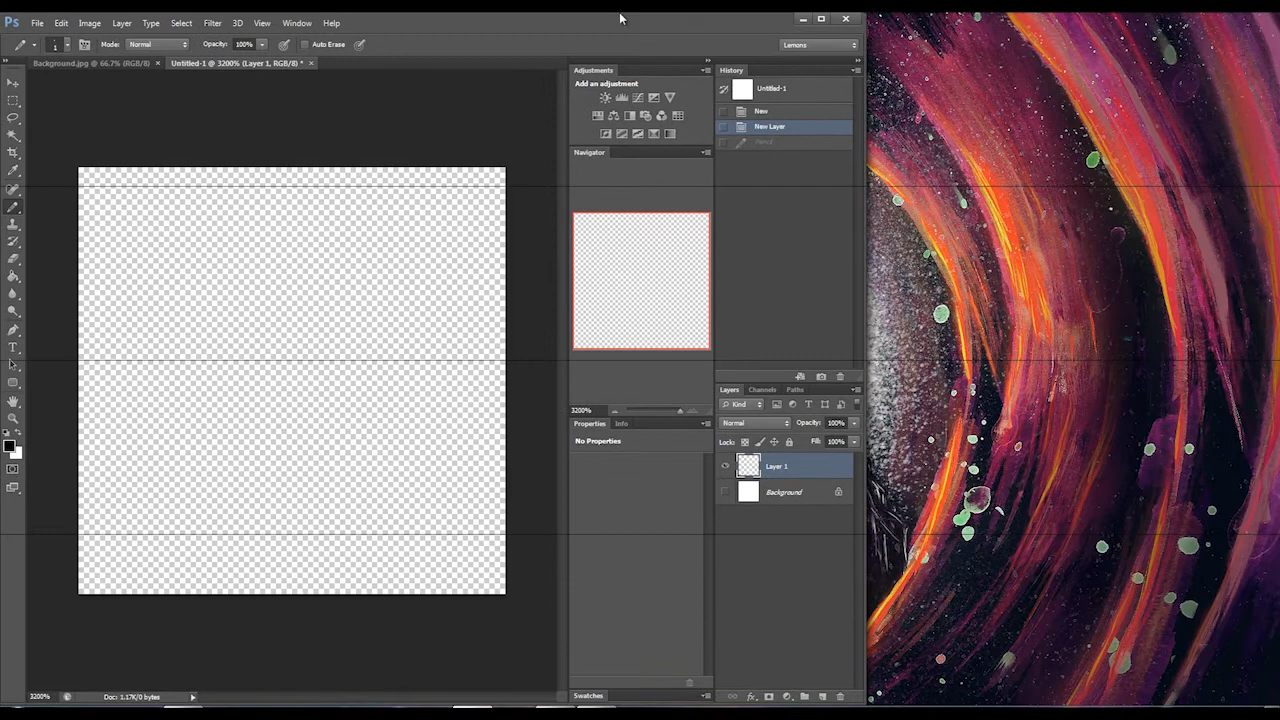 Ps File Edit Image Layer Type Select Filter 3D View Window Help
1 Mode: Normal Opacity: 100% Auto Erase Lemons
Background.jpg @ 66.7% (RGB/8) × Untitled-1 @ 3200% (Layer 1, RGB/8) * ×
Adjustments
Add an adjustment
Navigator
3200%
Properties Info
No Properties
Swatches
History
Untitled-1
New
New Layer
Pencil
Layers Channels Paths
Kind
Normal Opacity: 100%
Lock: Fill: 100%
Layer 1
Background
3200% Doc: 1.17K/0 bytes